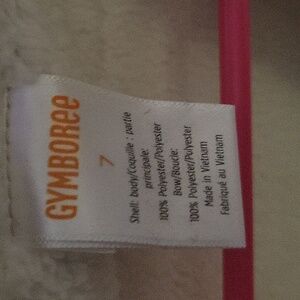 GYMBOREE
7
Shell: body/Coquille : partie
principale:
100% Polyester/Polyester
Bow/Boucle:
100% Polyester/Polyester
Made in Vietnam
Fabriqué au Vietnam